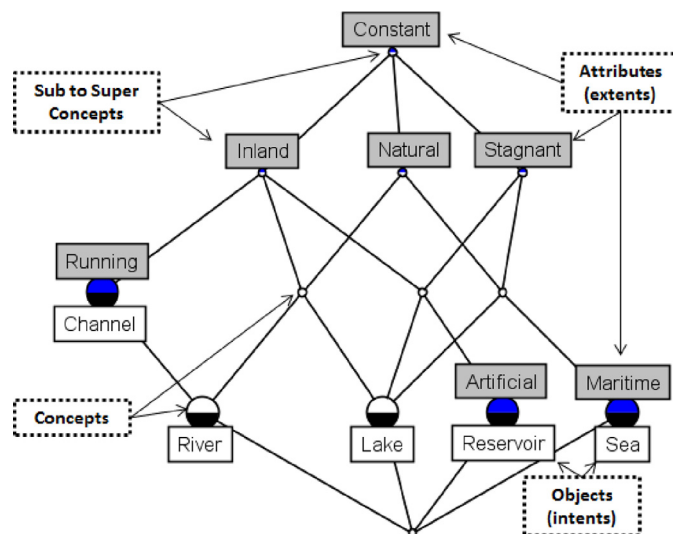 Constant
Sub to Super
Concepts
Attributes
(extents)
Inland
Natural
Stagnant
Running
Channel
Artificial
Maritime
Concepts
River
Lake
Reservoir
Sea
Objects
(intents)